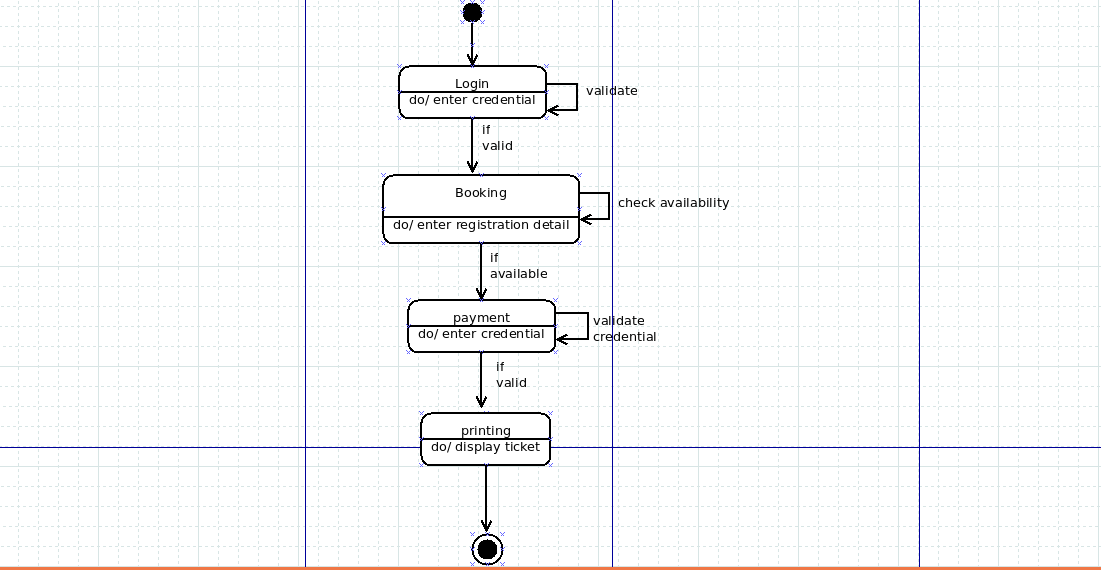 Login
do/ enter credential
validate
if
valid
Booking
do/ enter registration detail
check availability
if
available
payment
do/ enter credential
validate
credential
if
valid
printing
do/ display ticket